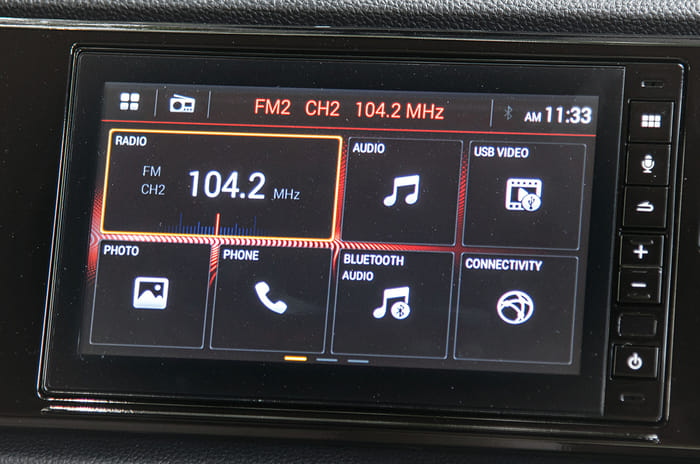 FM2 CH2 104.2 MHz
AM 11:33
RADIO
FM
CH2
104.2 MHz
AUDIO
USB VIDEO
PHOTO
PHONE
BLUETOOTH
AUDIO
CONNECTIVITY
+
−